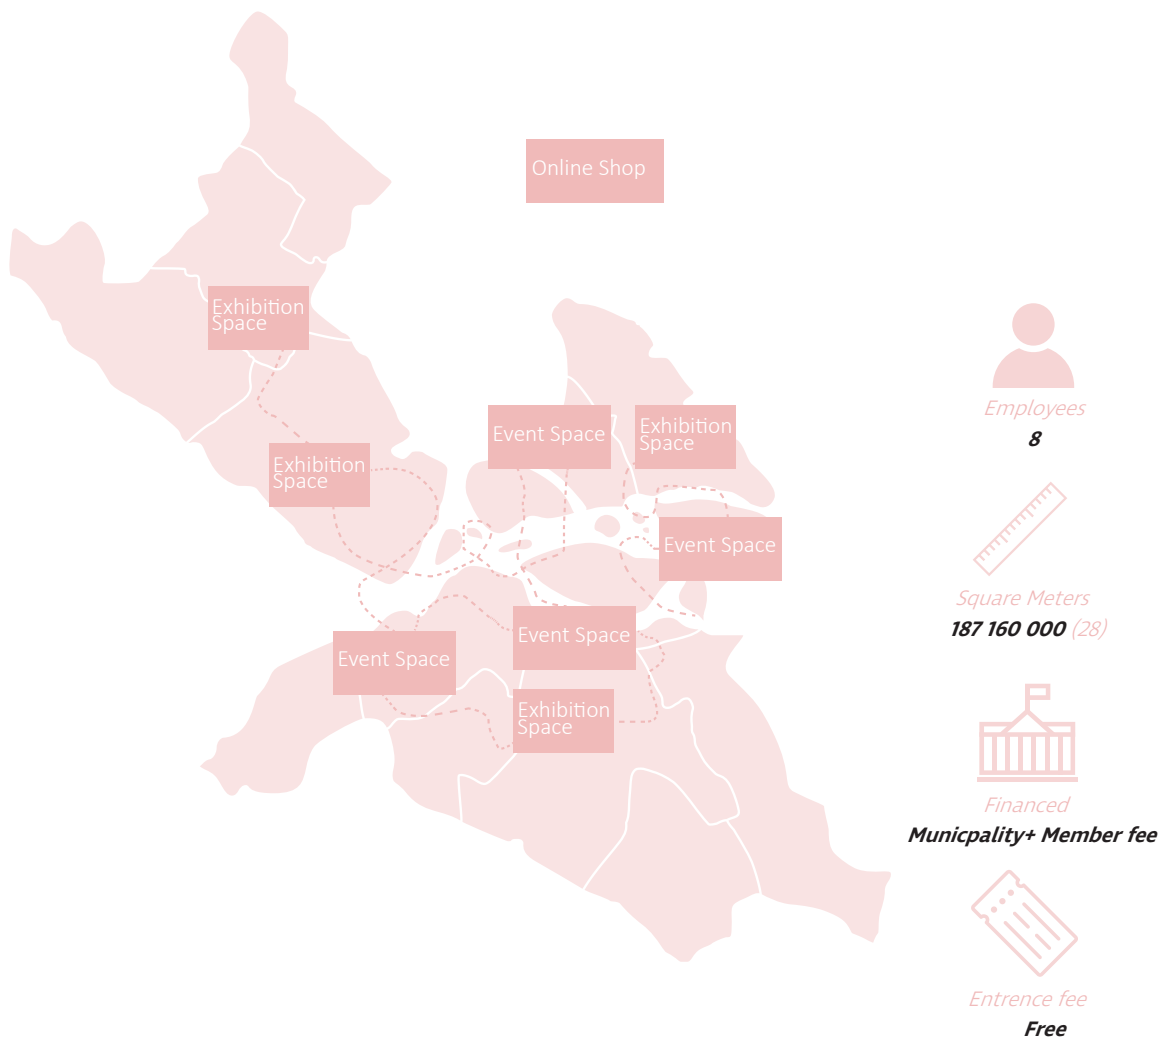 Online Shop
Exhibition
Space
Event Space
Exhibition
Space
Exhibition
Space
Event Space
Event Space
Event Space
Exhibition
Space
Employees
8
Square Meters
187 160 000 (28)
Financed
Municpality+ Member fee
Entrence fee
Free